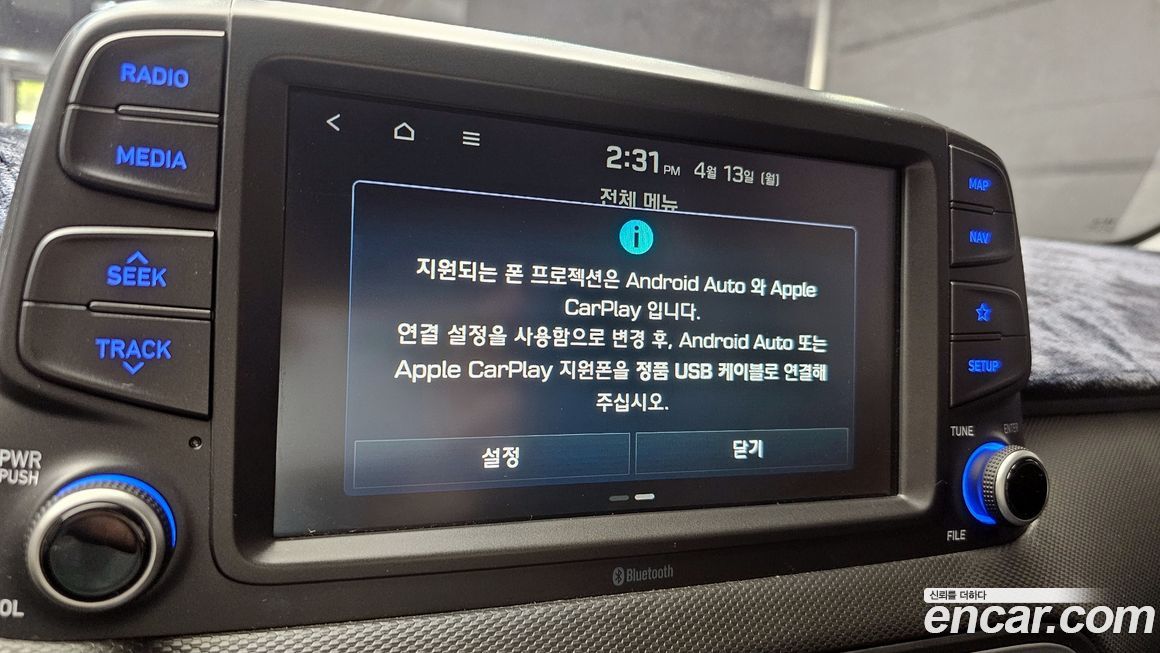 RADIO
MEDIA
SEEK
TRACK
PWR
PUSH
OL
2:31 PM 4월 13일 (월)
전체 메뉴
i
지원되는 폰 프로젝션은 Android Auto 와 Apple
CarPlay 입니다.
연결 설정을 사용함으로 변경 후, Android Auto 또는
Apple CarPlay 지원폰을 정품 USB 케이블로 연결해
주십시오.
설정
닫기
MAP
NAV
SETUP
TUNE
ENTER
FILE
Bluetooth
신뢰를 더하다
encar.com